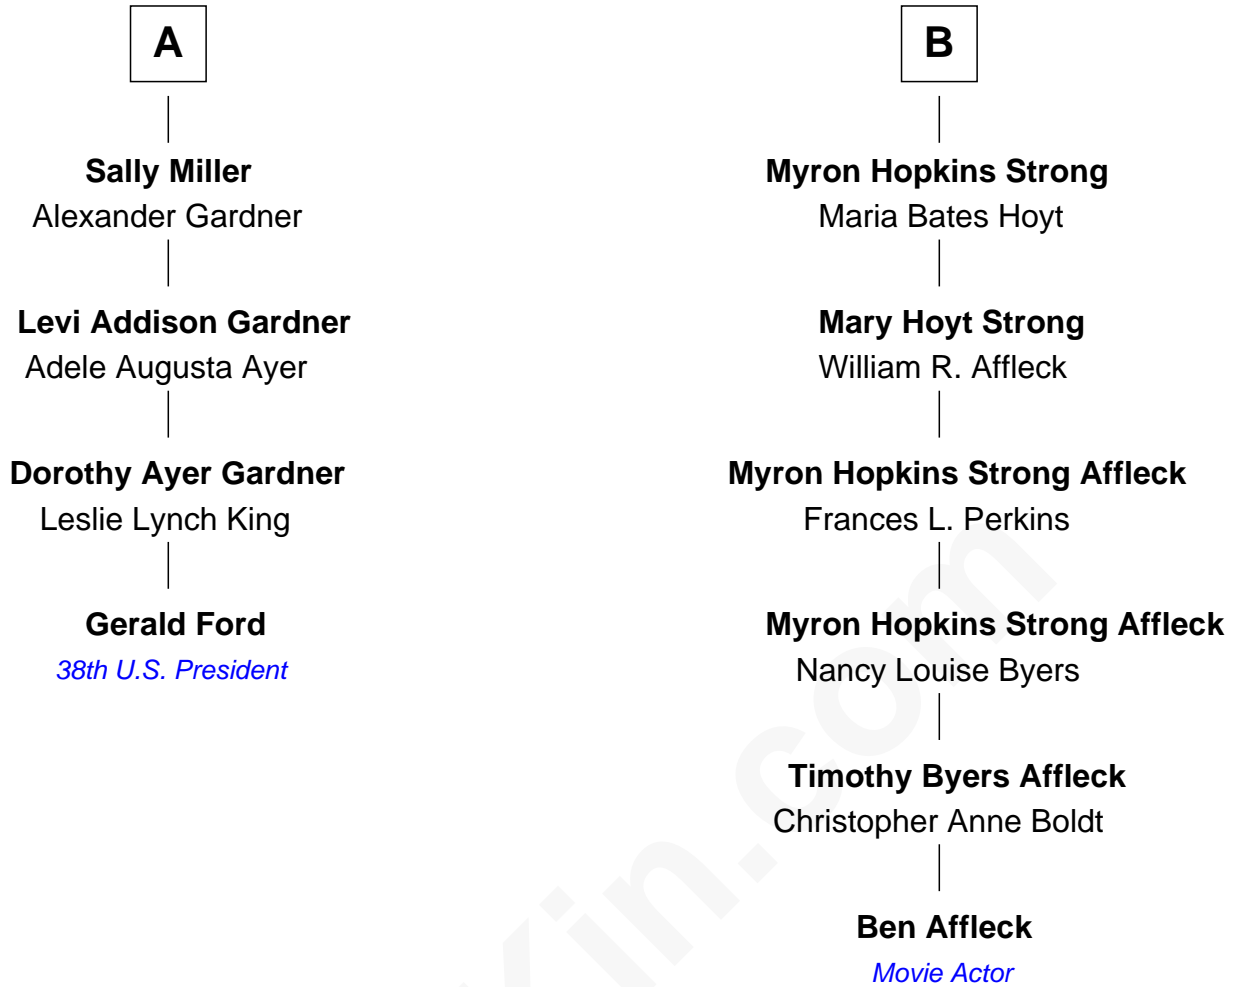 A
Sally Miller
Alexander Gardner
Levi Addison Gardner
Adele Augusta Ayer
Dorothy Ayer Gardner
Leslie Lynch King
Gerald Ford
38th U.S. President
B
Myron Hopkins Strong
Maria Bates Hoyt
Mary Hoyt Strong
William R. Affleck
Myron Hopkins Strong Affleck
Frances L. Perkins
Myron Hopkins Strong Affleck
Nancy Louise Byers
Timothy Byers Affleck
Christopher Anne Boldt
Ben Affleck
Movie Actor
Kin.com